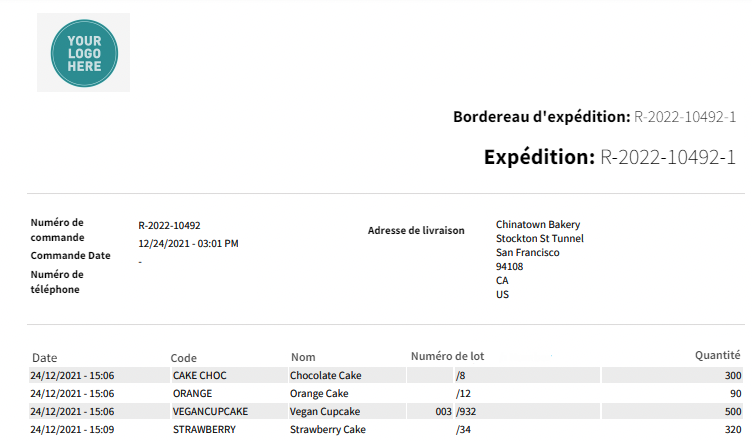 YOUR
LOGO
HERE
Bordereau d'expédition: R-2022-10492-1
Expédition: R-2022-10492-1
Numéro de commande R-2022-10492
Commande Date 12/24/2021 - 03:01 PM
Numéro de téléphone -
Adresse de livraison Chinatown Bakery
Stockton St Tunnel
San Francisco
94108
CA
US
Date Code Nom Numéro de lot Quantité
24/12/2021 - 15:06 CAKE CHOC Chocolate Cake /8 300
24/12/2021 - 15:06 ORANGE Orange Cake /12 90
24/12/2021 - 15:06 VEGANCUPCAKE Vegan Cupcake 003 /932 500
24/12/2021 - 15:09 STRAWBERRY Strawberry Cake /34 320